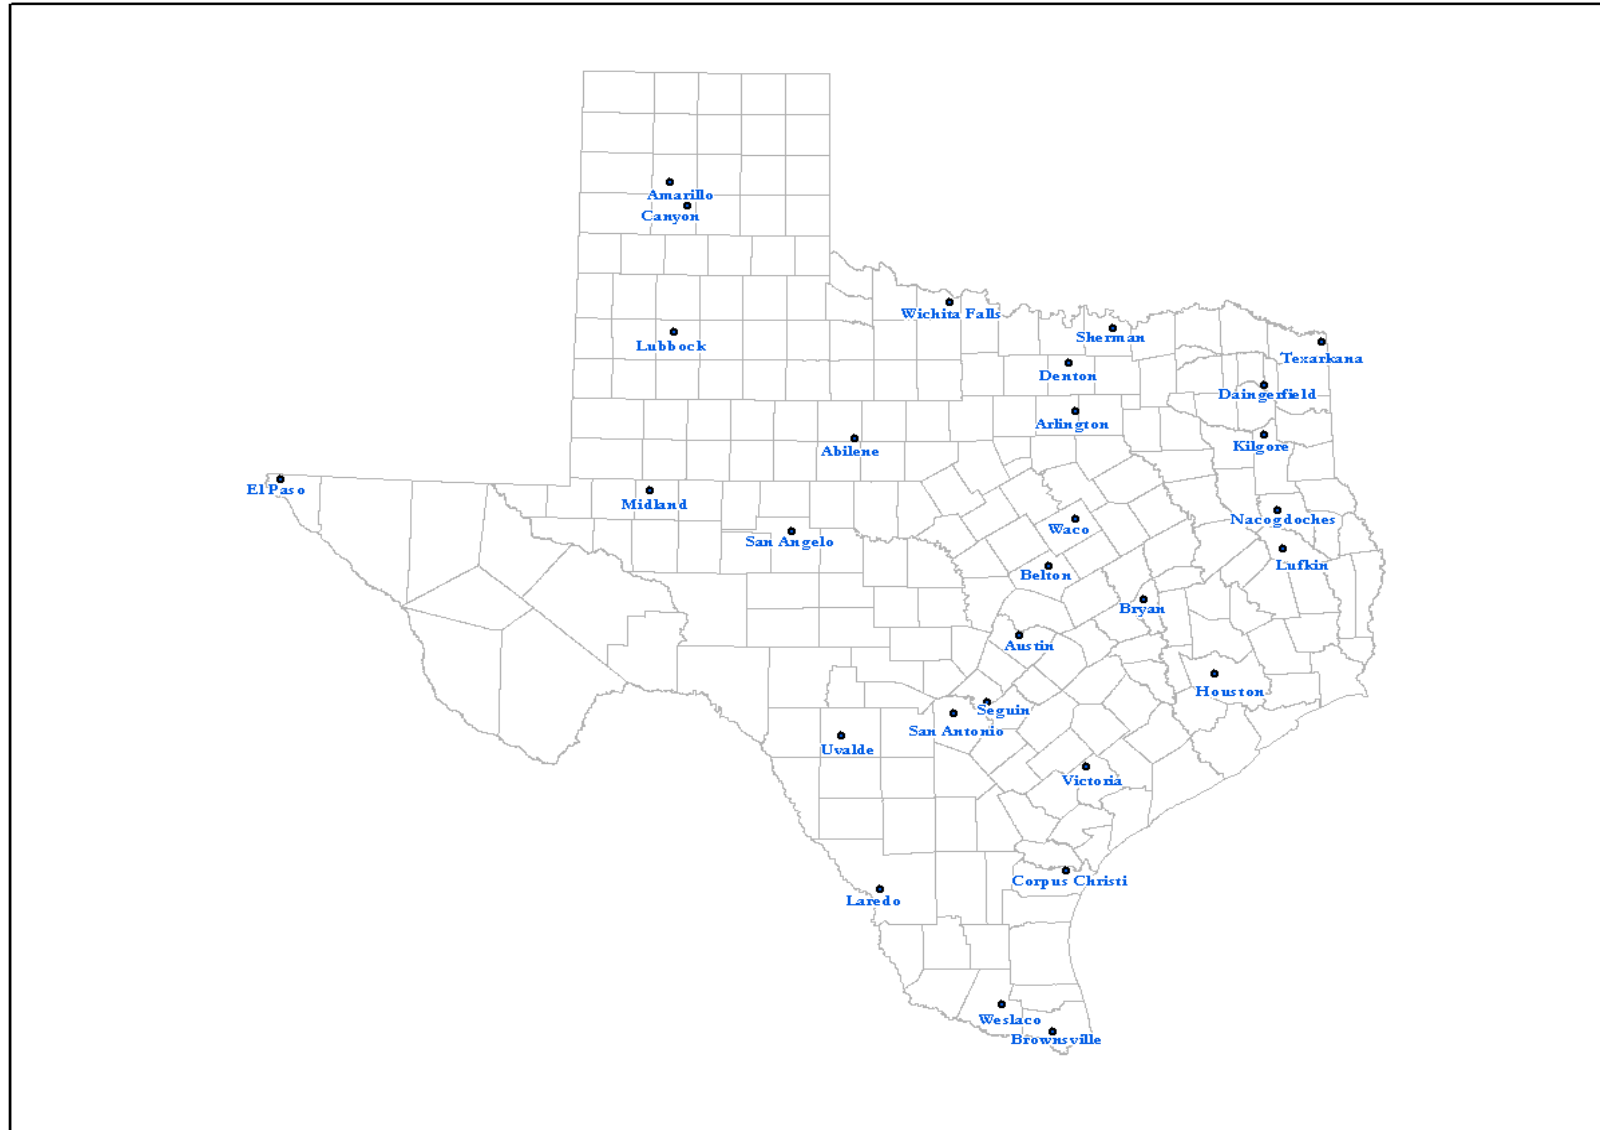 Amarillo
Canyon
Wichita Falls
Sherman
Lubbock
Texarkana
Denton
Daingerfield
Arlington
Kilgore
Abilene
El Paso
Midland
Nacogdoches
Waco
San Angelo
Lufkin
Belton
Bryan
Austin
Houston
Seguin
San Antonio
Uvalde
Victoria
Corpus Christi
Laredo
Weslaco
Brownsville